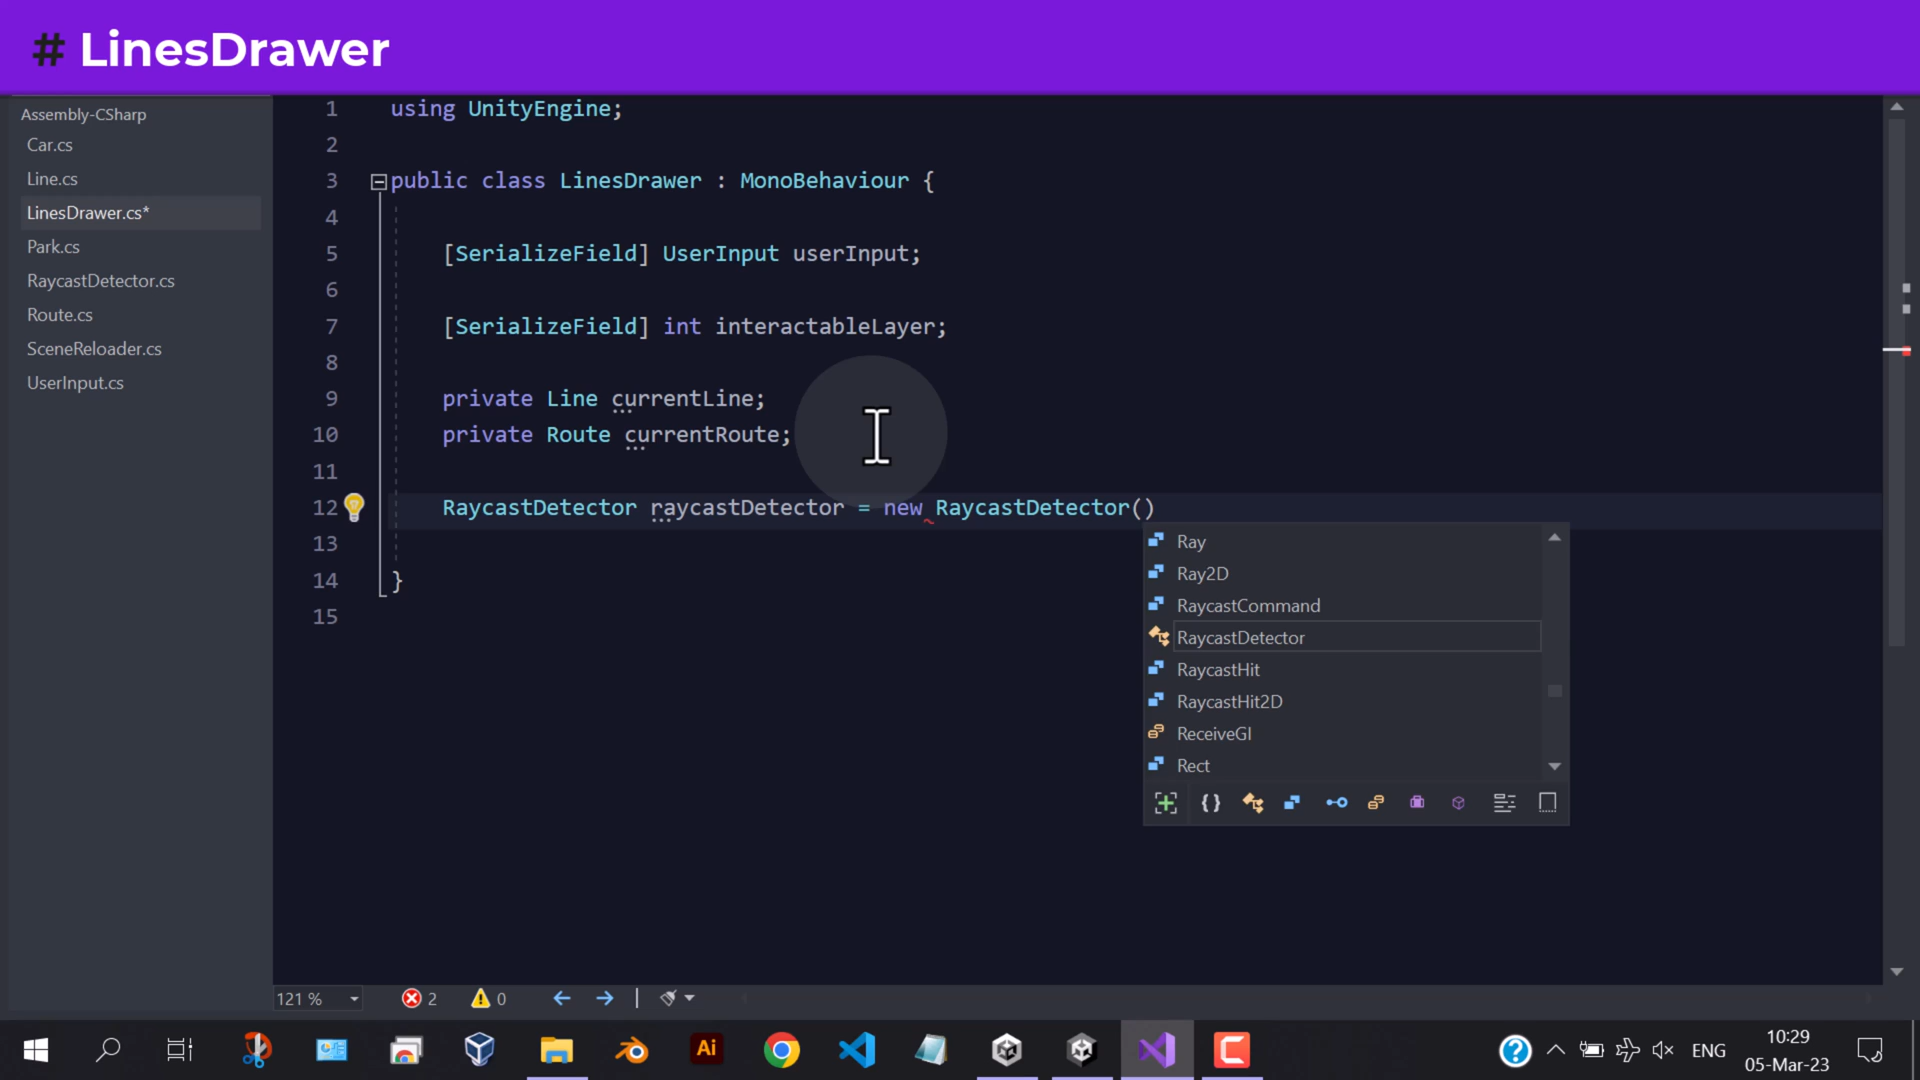 # LinesDrawer
Assembly-CSharp
Car.cs
Line.cs
LinesDrawer.cs*
Park.cs
RaycastDetector.cs
Route.cs
SceneReloader.cs
UserInput.cs
1 using UnityEngine;
2
3 public class LinesDrawer : MonoBehaviour {
4
5 [SerializeField] UserInput userInput;
6
7 [SerializeField] int interactableLayer;
8
9 private Line currentLine;
10 private Route currentRoute;
11
12 RaycastDetector raycastDetector = new RaycastDetector()
13
14 }
15
Ray
Ray2D
RaycastCommand
RaycastDetector
RaycastHit
RaycastHit2D
ReceiveGI
Rect
121 % 2 0
Ai ENG 10:29
05-Mar-23